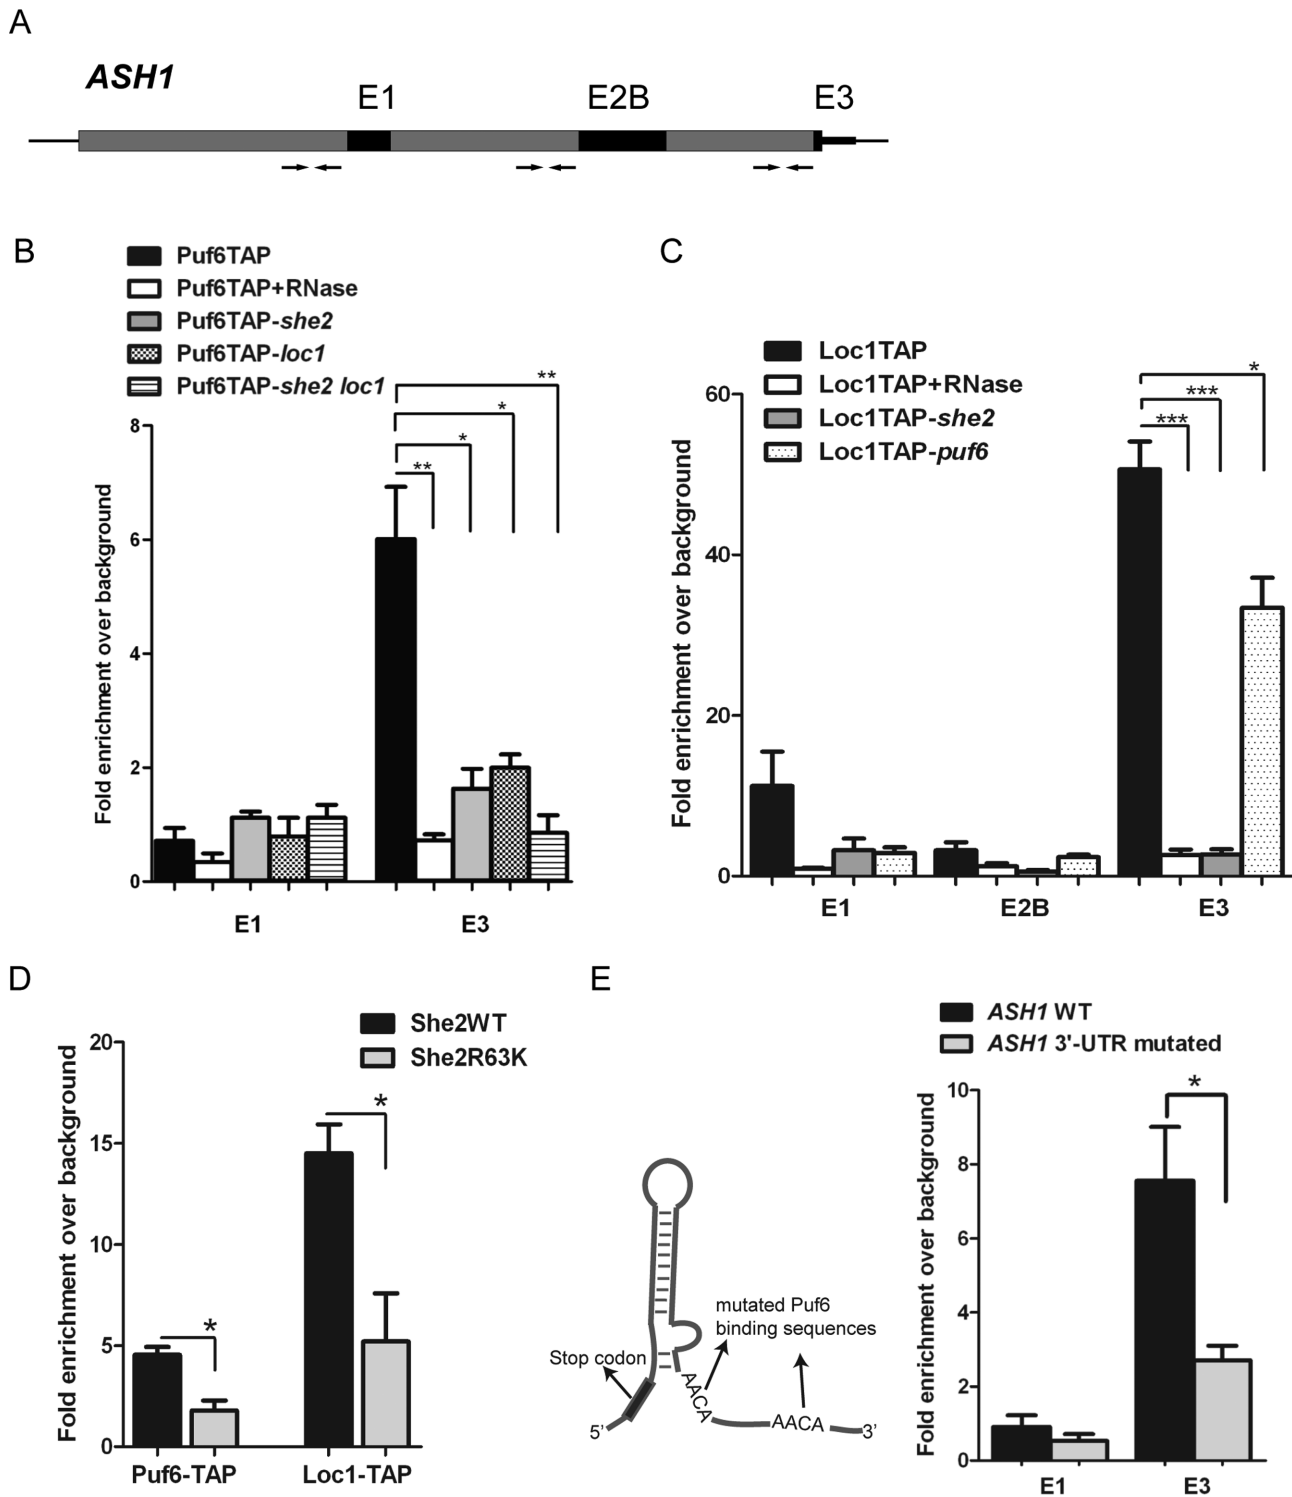 A
ASH1
E1
E2B
E3
B
Puf6TAP
Puf6TAP+RNase
Puf6TAP-she2
Puf6TAP-loc1
Puf6TAP-she2 loc1
Fold enrichment over background
8
6
4
2
0
**
*
*
**
E1
E3
C
Loc1TAP
Loc1TAP+RNase
Loc1TAP-she2
Loc1TAP-puf6
Fold enrichment over background
60
40
20
0
*
***
***
E1
E2B
E3
D
She2WT
She2R63K
Fold enrichment over background
20
15
10
5
0
*
*
Puf6-TAP
Loc1-TAP
E
mutated Puf6
binding sequences
Stop codon
AACA
AACA
5'
3'
ASH1 WT
ASH1 3'-UTR mutated
Fold enrichment over background
10
8
6
4
2
0
*
E1
E3